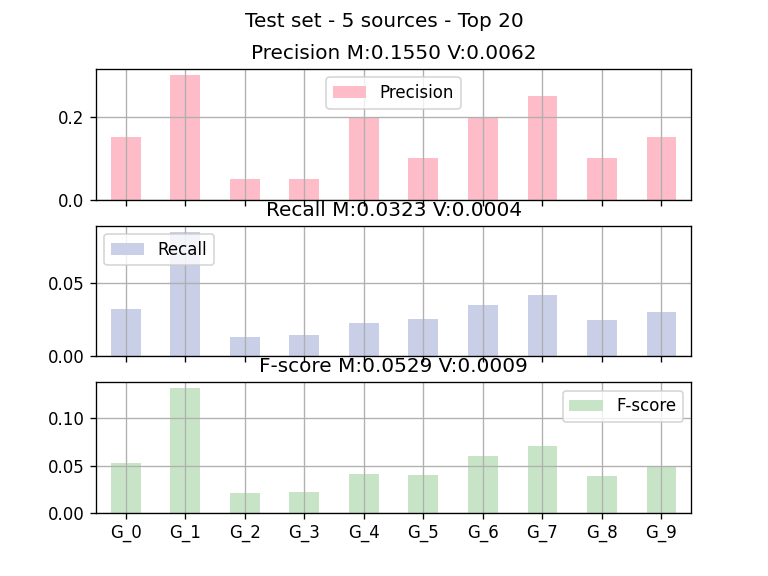 Test set - 5 sources - Top 20
Precision M:0.1550 V:0.0062
Precision
0.2
0.0
Recall M:0.0323 V:0.0004
Recall
0.05
0.00
F-score M:0.0529 V:0.0009
F-score
0.10
0.05
0.00
G_0 G_1 G_2 G_3 G_4 G_5 G_6 G_7 G_8 G_9